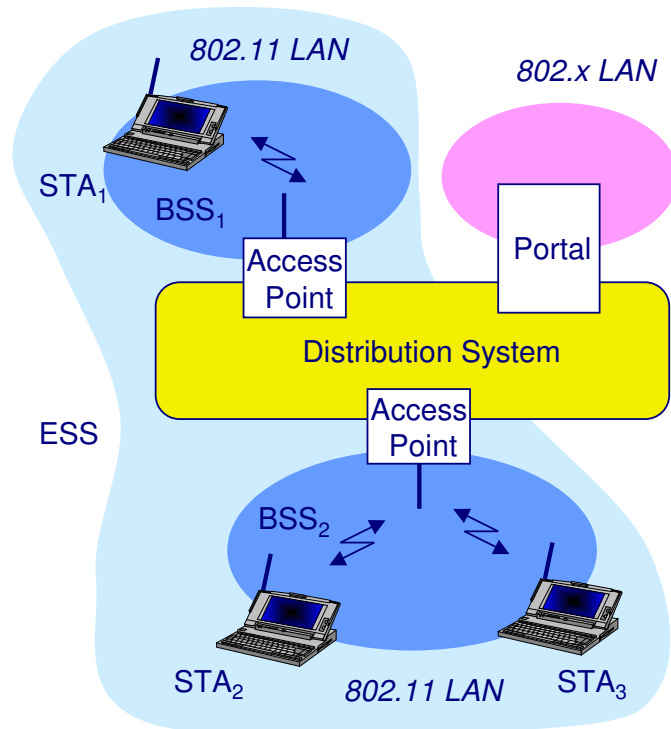 802.11 LAN
802.x LAN
STA₁
BSS₁
Access
Point
Portal
Distribution System
Access
Point
ESS
BSS₂
STA₂
802.11 LAN
STA₃